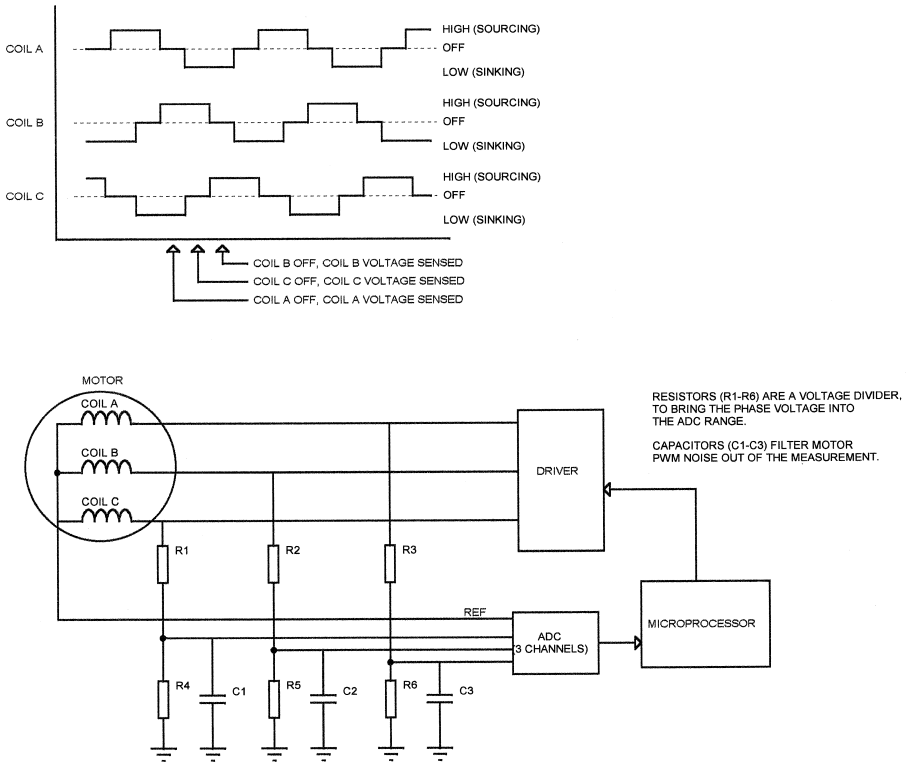 COIL A
HIGH (SOURCING)
OFF
LOW (SINKING)
COIL B
HIGH (SOURCING)
OFF
LOW (SINKING)
COIL C
HIGH (SOURCING)
OFF
LOW (SINKING)
COIL B OFF, COIL B VOLTAGE SENSED
COIL C OFF, COIL C VOLTAGE SENSED
COIL A OFF, COIL A VOLTAGE SENSED
MOTOR
COIL A
COIL B
COIL C
DRIVER
RESISTORS (R1-R6) ARE A VOLTAGE DIVIDER,
TO BRING THE PHASE VOLTAGE INTO
THE ADC RANGE.
CAPACITORS (C1-C3) FILTER MOTOR
PWM NOISE OUT OF THE MEASUREMENT.
R1
R2
R3
REF
ADC
(3 CHANNELS)
MICROPROCESSOR
R4
C1
R5
C2
R6
C3